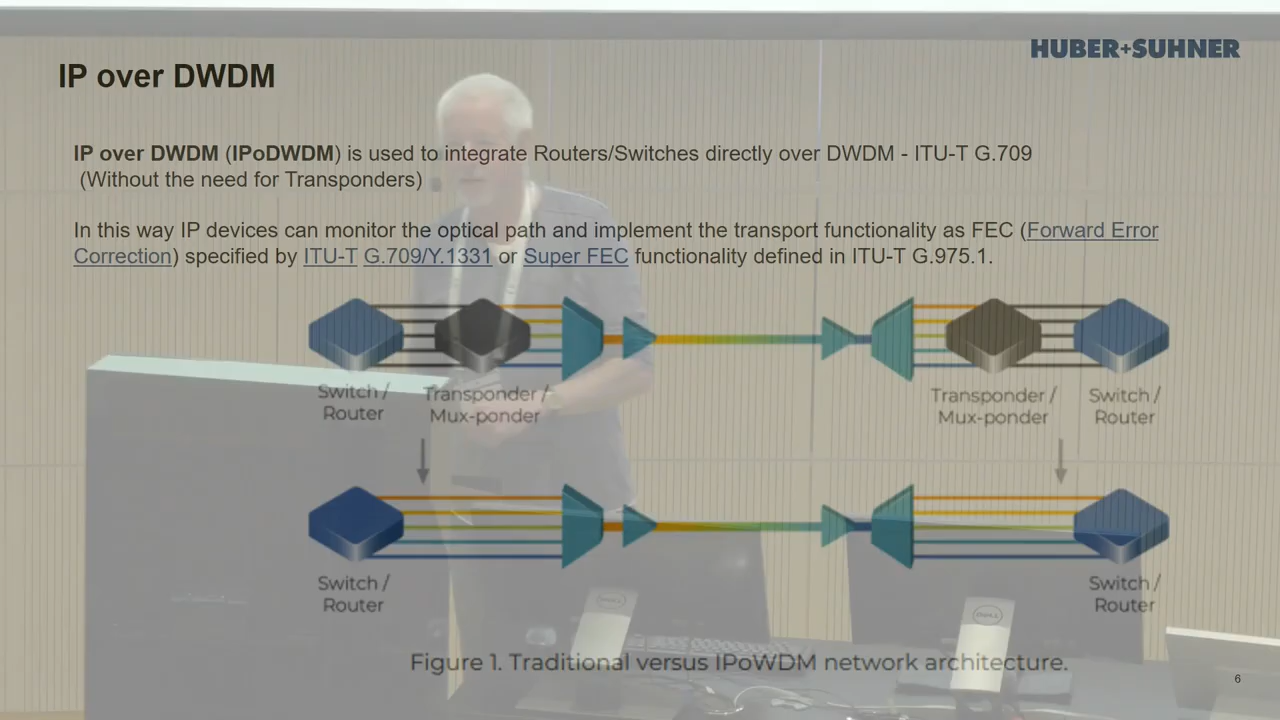 HUBER+SUHNER
IP over DWDM
IP over DWDM (IPoDWDM) is used to integrate Routers/Switches directly over DWDM - ITU-T G.709
(Without the need for Transponders)
In this way IP devices can monitor the optical path and implement the transport functionality as FEC (Forward Error
Correction) specified by ITU-T G.709/Y.1331 or Super FEC functionality defined in ITU-T G.975.1.
Switch /
Router
Transponder /
Mux-ponder
Transponder /
Mux-ponder
Switch /
Router
Switch /
Router
Switch /
Router
DELL
DELL
Figure 1. Traditional versus IPoWDM network architecture.
6